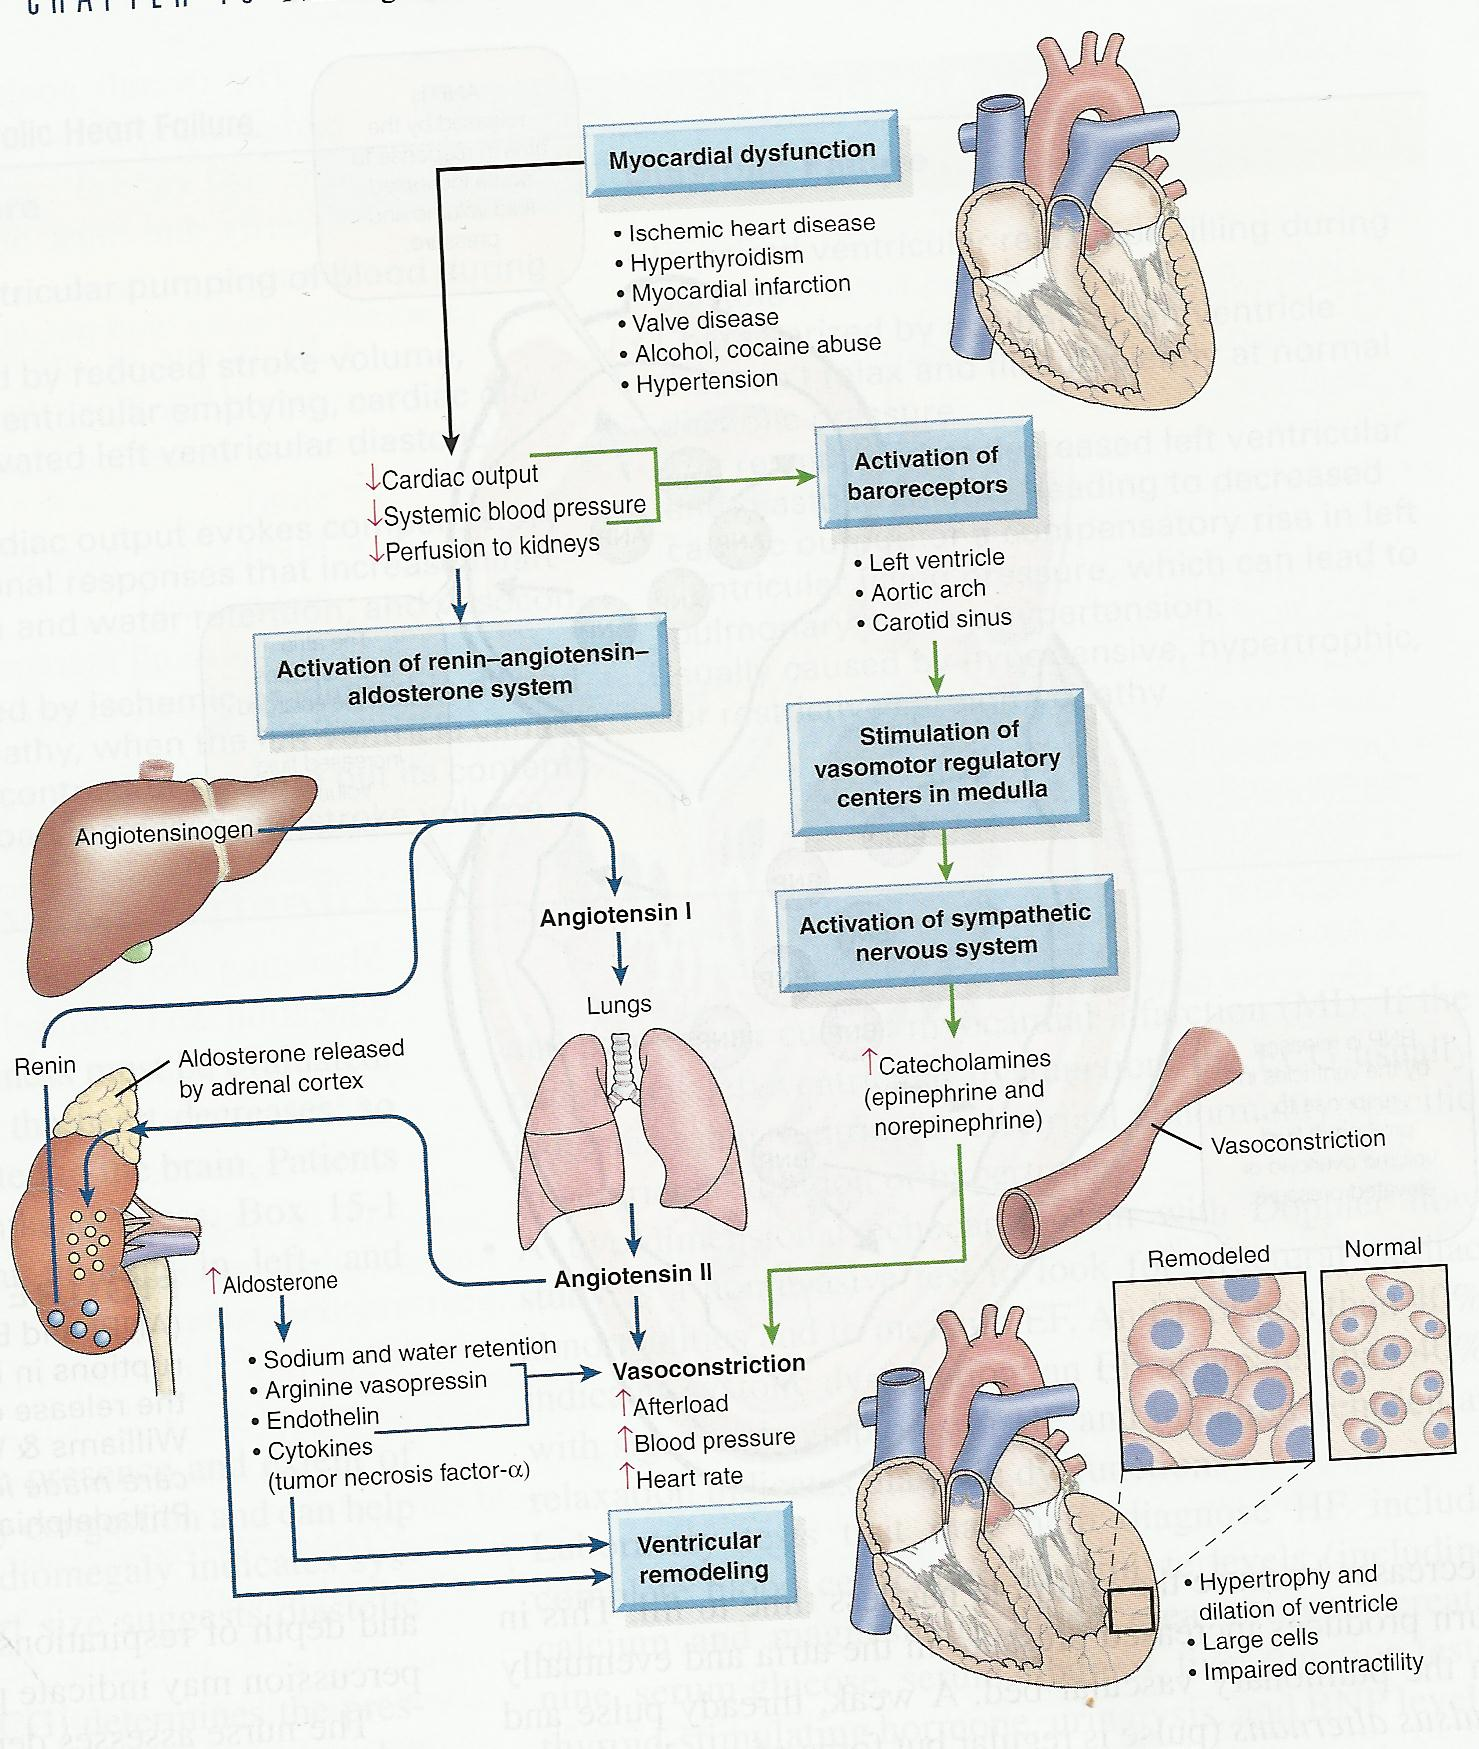 Myocardial dysfunction
• Ischemic heart disease
• Hyperthyroidism
• Myocardial infarction
• Valve disease
• Alcohol, cocaine abuse
• Hypertension
↓Cardiac output
↓Systemic blood pressure
↓Perfusion to kidneys
Activation of
baroreceptors
• Left ventricle
• Aortic arch
• Carotid sinus
Activation of renin–angiotensin–
aldosterone system
Stimulation of
vasomotor regulatory
centers in medulla
Angiotensinogen
Angiotensin I
Activation of sympathetic
nervous system
Lungs
Renin
Aldosterone released
by adrenal cortex
↑Catecholamines
(epinephrine and
norepinephrine)
Vasoconstriction
Remodeled
Normal
↑Aldosterone
Angiotensin II
• Sodium and water retention
• Arginine vasopressin
• Endothelin
• Cytokines
(tumor necrosis factor-α)
Vasoconstriction
↑Afterload
↑Blood pressure
↑Heart rate
Ventricular
remodeling
• Hypertrophy and
dilation of ventricle
• Large cells
• Impaired contractility